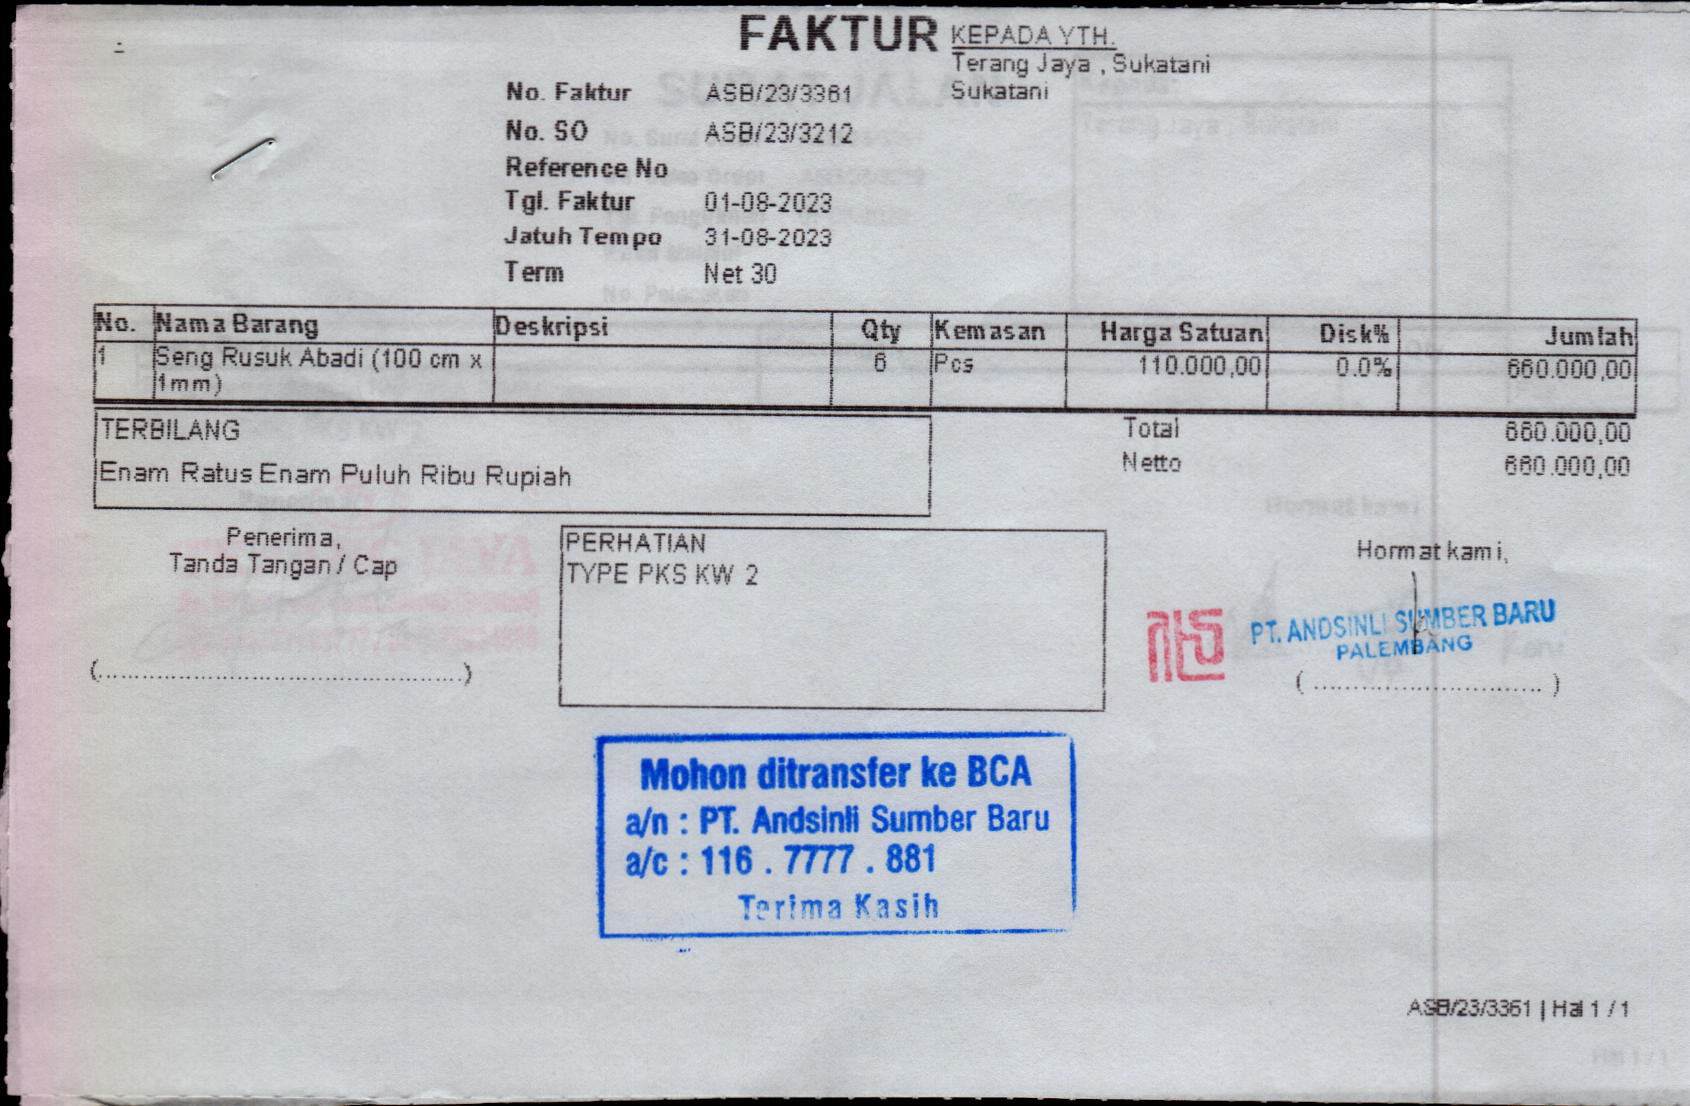 FAKTUR
KEPADA YTH.
Terang Jaya , Sukatani
Sukatani
No. Faktur ASB/23/3361
No. SO ASB/23/3212
Reference No
Tgl. Faktur 01-08-2023
Jatuh Tempo 31-08-2023
Term Net 30
No. Nama Barang Deskripsi Qty Kemasan Harga Satuan Disk% Jumlah
1 Seng Rusuk Abadi (100 cm x 6 Pcs 110.000,00 0.0% 660.000,00
1mm)
TERBILANG
Enam Ratus Enam Puluh Ribu Rupiah
Total 660.000,00
Netto 660.000,00
Penerima,
Tanda Tangan / Cap
(................................................)
PERHATIAN
TYPE PKS KW 2
Hormat kami,
PT. ANDSINLI SUMBER BARU
PALEMBANG
( ............................ )
Mohon ditransfer ke BCA
a/n : PT. Andsinli Sumber Baru
a/c : 116 . 7777 . 881
Terima Kasih
ASB/23/3361 | Hal 1 / 1